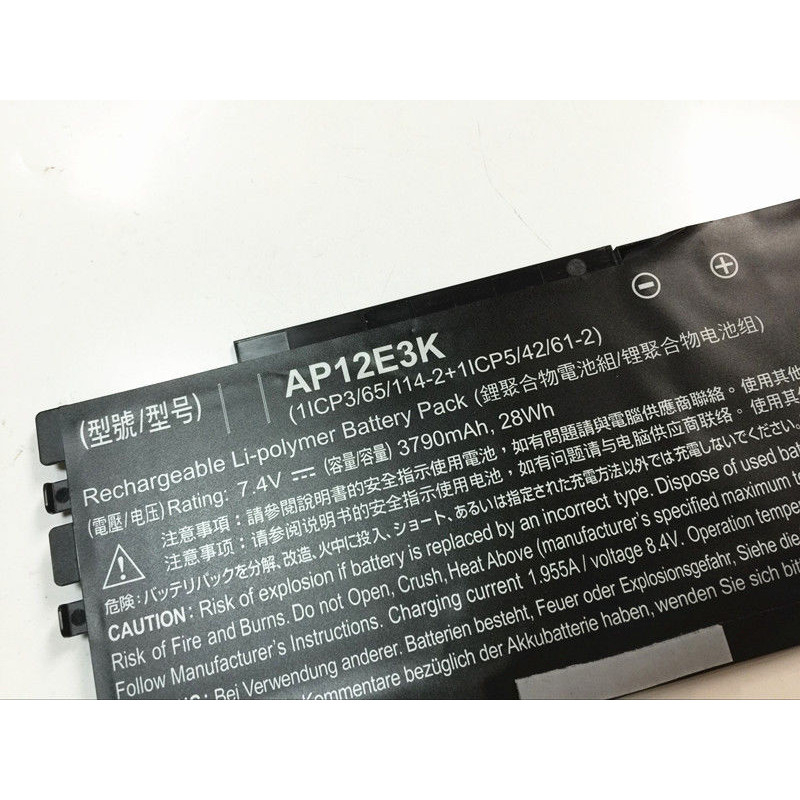 (型號/型号) AP12E3K
(1ICP3/65/114-2+1ICP5/42/61-2)
Rechargeable Li-polymer Battery Pack (鋰聚合物電池組/锂聚合物电池组)
(電壓/电压) Rating: 7.4V (容量/容量) 3790mAh, 28Wh
注意事項：請參閱說明書的安全指示使用電池，如有問題請與電腦供應商聯絡。使用其他
注意事项：请参阅说明书的安全指示使用电池，如有问题请与电脑供应商联络。使用其
危険：バッテリパックを分解、改造、火中に投入、ショート、あるいは指定された充電方法以外では充電しないでください。
CAUTION: Risk of explosion if battery is replaced by an incorrect type. Dispose of used bat
Risk of Fire and Burns. Do not Open, Crush, Heat Above (manufacturer's specified maximum t
Follow Manufacturer's Instructions. Charging current 1.955A / voltage 8.4V. Operation tempe
: Bei Verwendung anderer. Batterien besteht, Feuer oder Explosionsgefahr, Siehe die
Kommentare bezüglich der Akkubatterie haben, wenden Sie sich bit